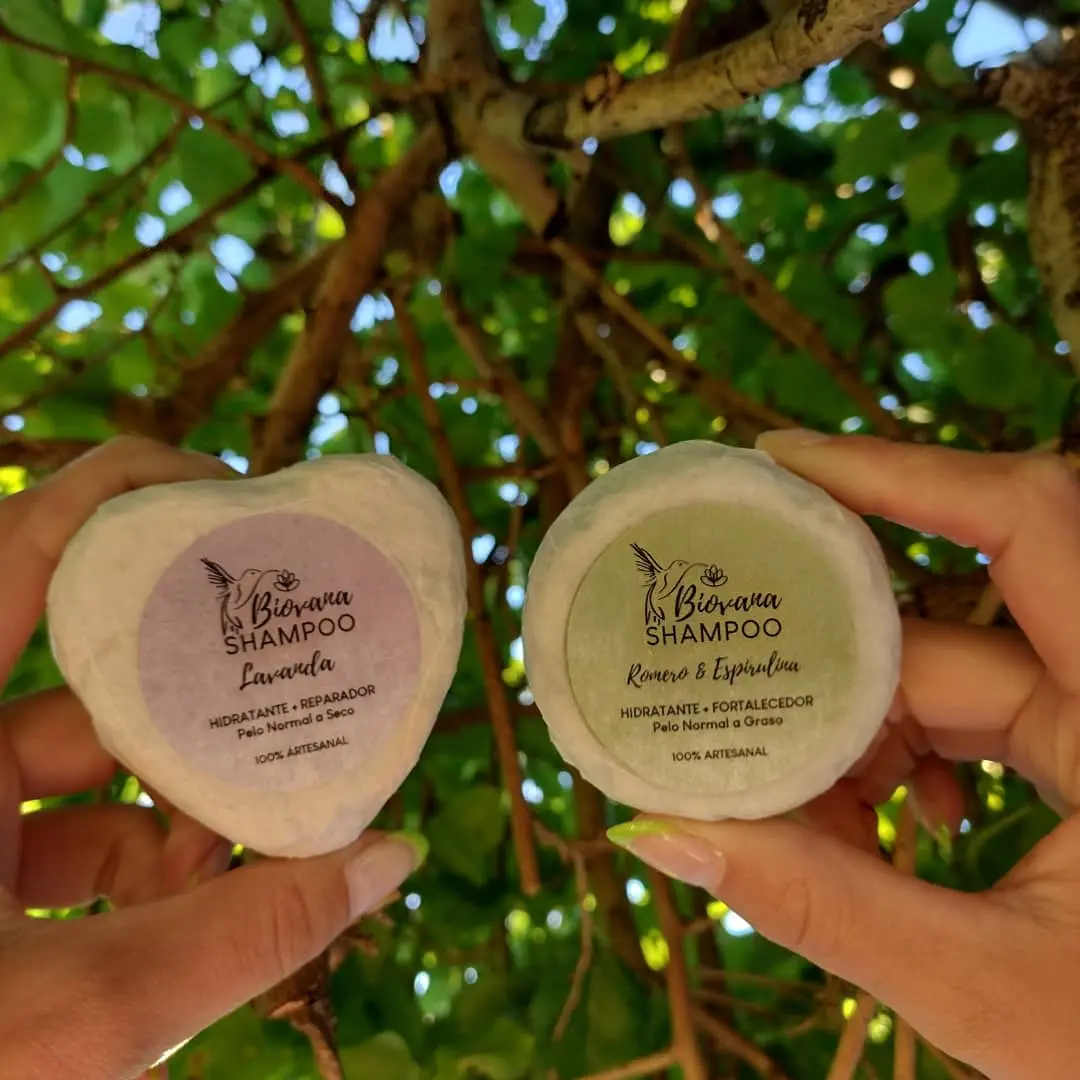 Biovana
SHAMPOO
Lavanda
HIDRATANTE + REPARADOR
Pelo Normal a Seco
100% ARTESANAL
Biovana
SHAMPOO
Romero & Espirulina
HIDRATANTE + FORTALECEDOR
Pelo Normal a Graso
100% ARTESANAL